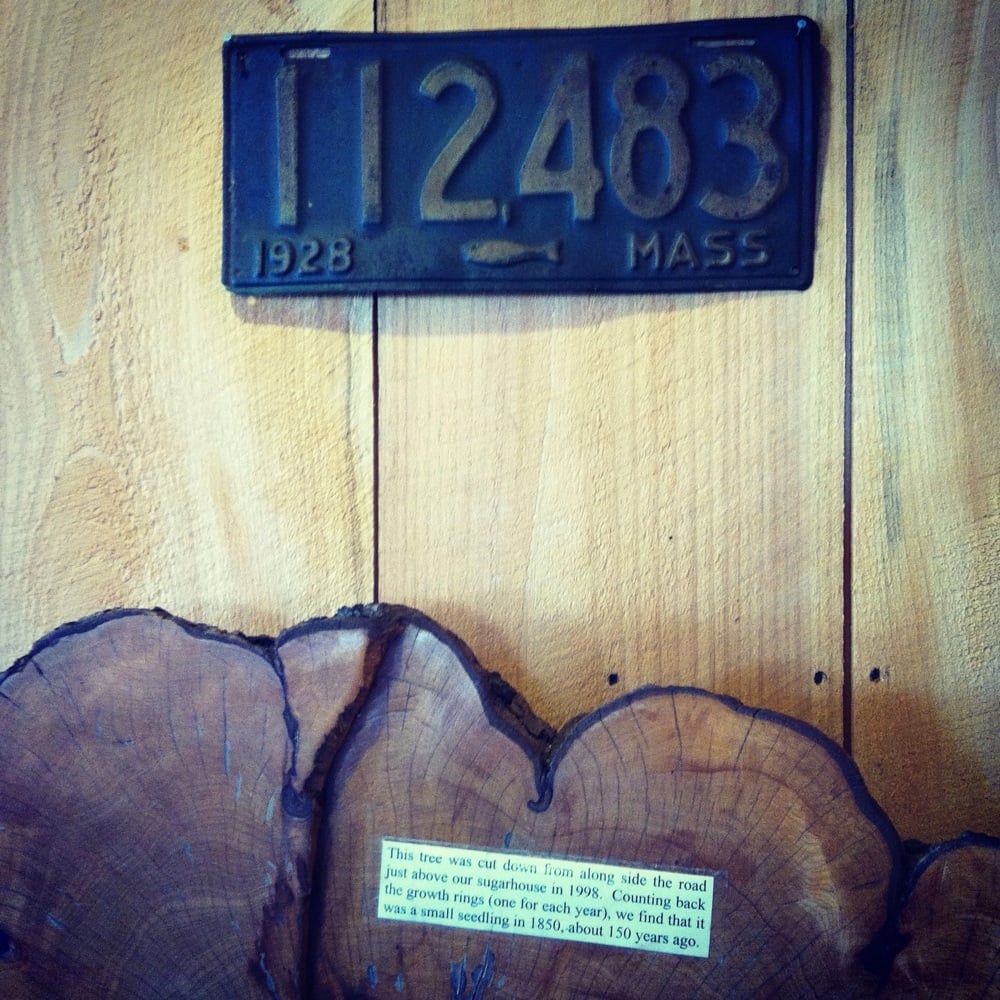 112,483
1928 MASS
This tree was cut down from along side the road
just above our sugarhouse in 1998. Counting back
the growth rings (one for each year), we find that it
was a small seedling in 1850, about 150 years ago.